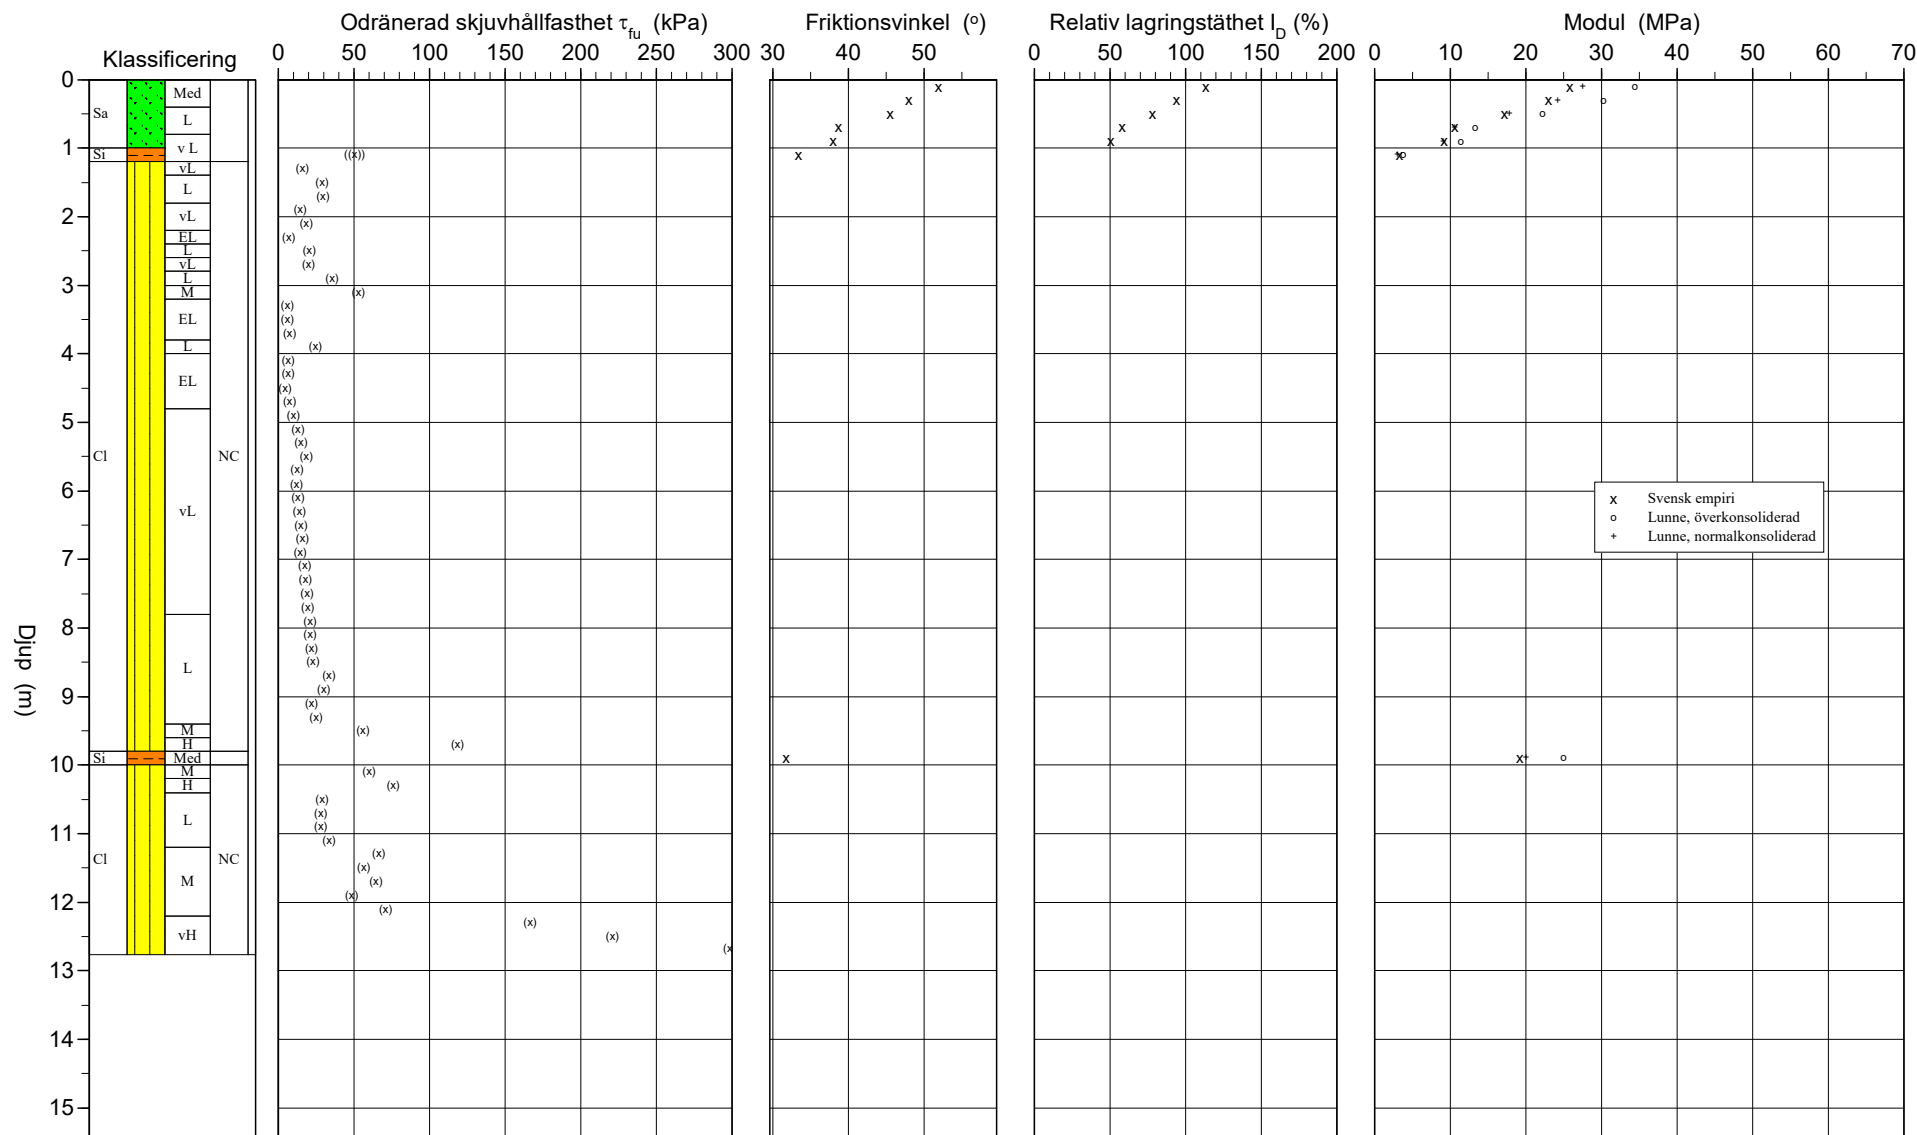 Odränerad skjuvhållfasthet τfu (kPa)
Friktionsvinkel (o)
Relativ lagringstäthet ID (%)
Modul (MPa)
Klassificering
0 50 100 150 200 250 300
30 40 50
0 50 100 150 200
0 10 20 30 40 50 60 70
Djup (m)
0
1
2
3
4
5
6
7
8
9
10
11
12
13
14
15
Sa
Si
Cl
Si
Cl
Med
L
v L
vL
L
vL
EL
L
vL
L
M
EL
L
EL
vL
L
M
H
Med
M
H
L
M
vH
NC
NC
x Svensk empiri
o Lunne, överkonsoliderad
+ Lunne, normalkonsoliderad